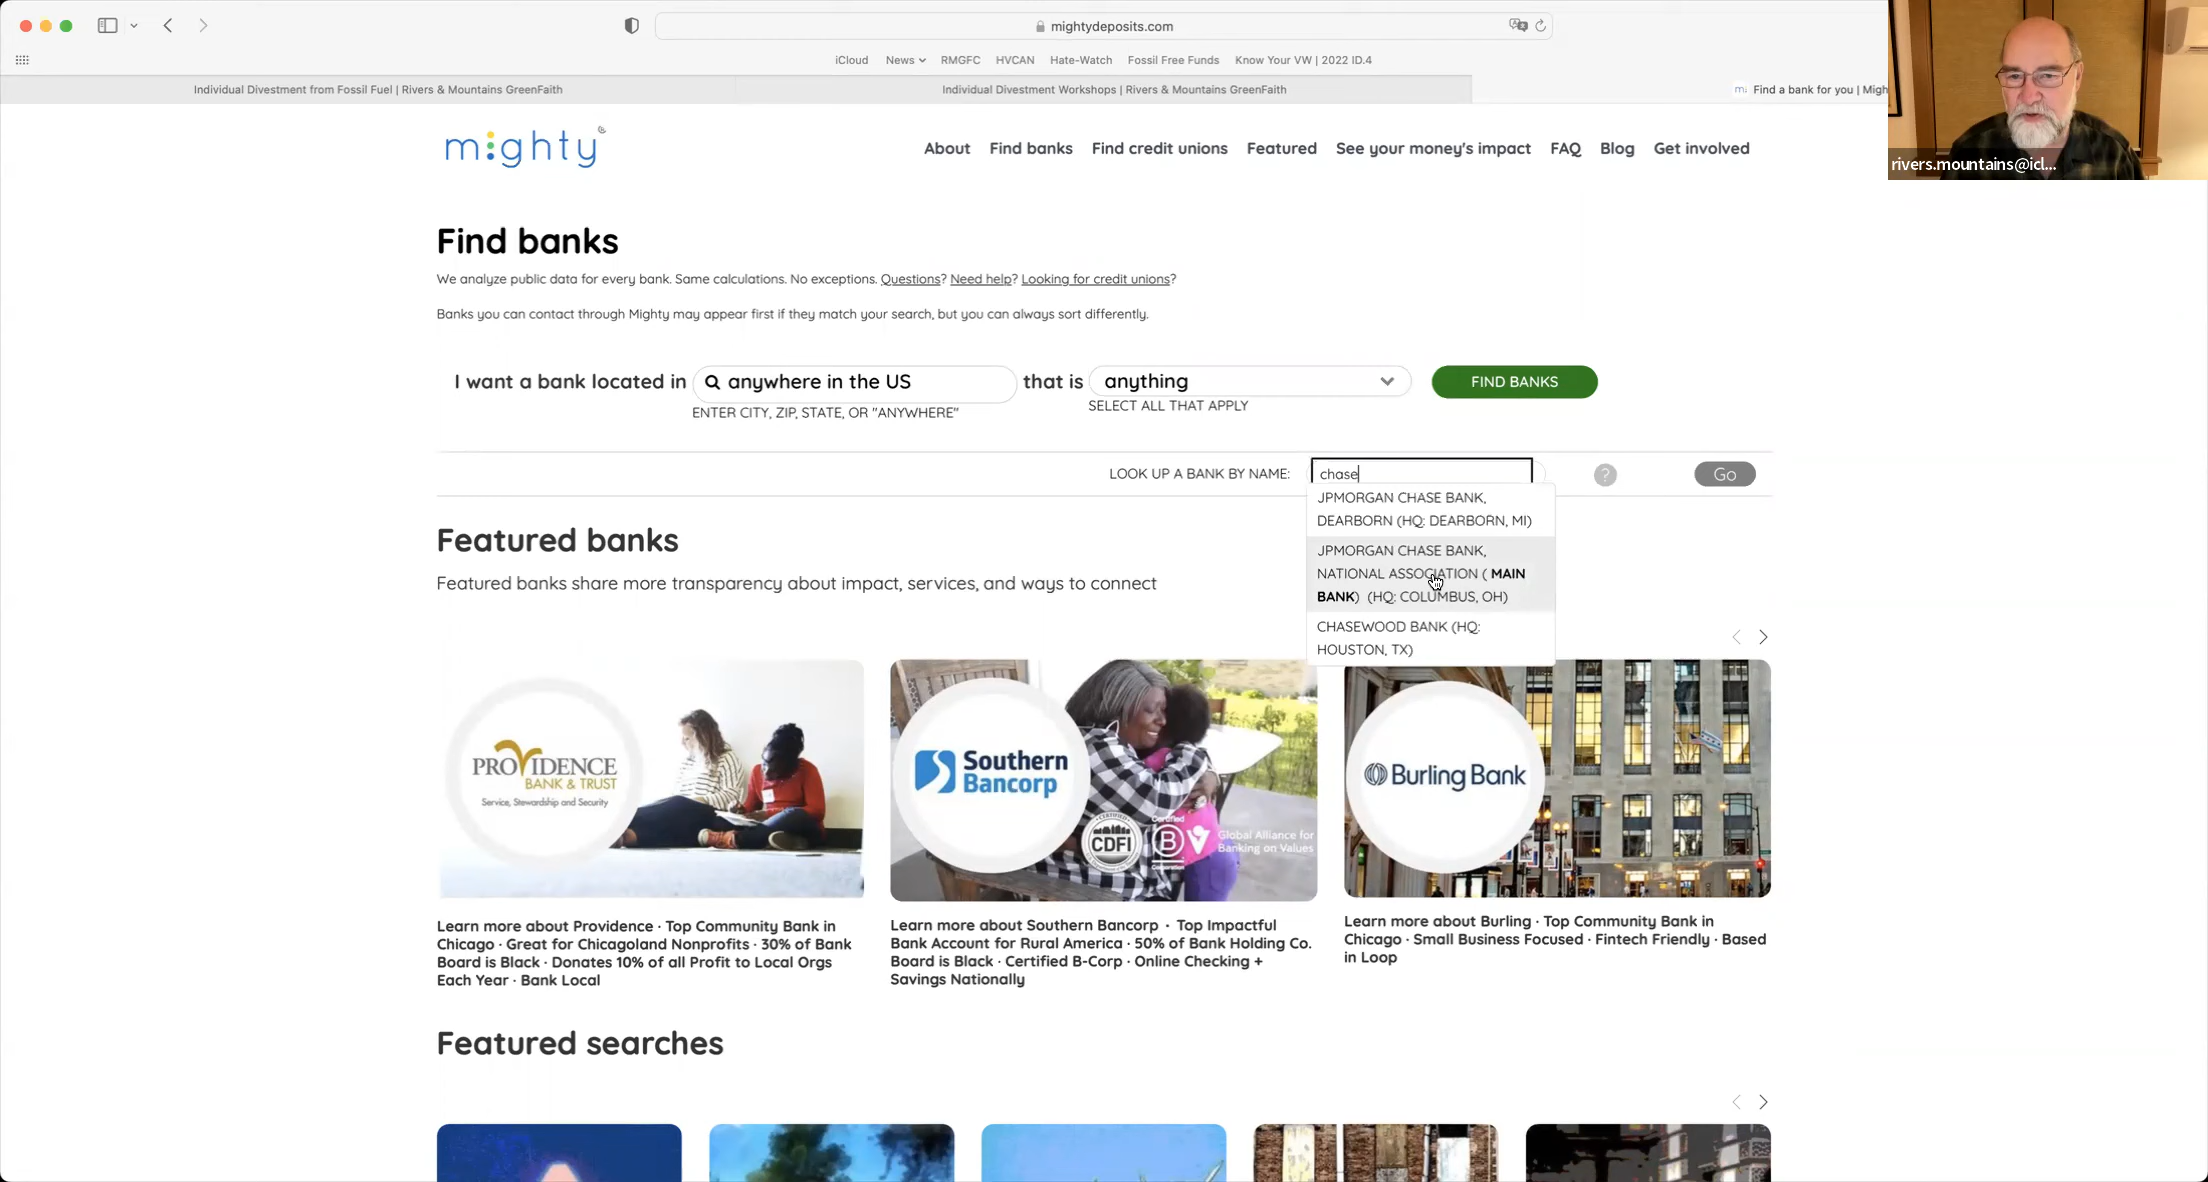 mightydeposits.com
iCloud News RMGFC HVCAN Hate-Watch Fossil Free Funds Know Your VW | 2022 ID.4
Individual Divestment from Fossil Fuel | Rivers & Mountains GreenFaith
Individual Divestment Workshops | Rivers & Mountains GreenFaith
Find a bank for you | Migh
rivers.mountains@icl...
mighty
About Find banks Find credit unions Featured See your money's impact FAQ Blog Get involved
Find banks
We analyze public data for every bank. Same calculations. No exceptions. Questions? Need help? Looking for credit unions?
Banks you can contact through Mighty may appear first if they match your search, but you can always sort differently.
I want a bank located in anywhere in the US that is anything FIND BANKS
ENTER CITY, ZIP, STATE, OR "ANYWHERE" SELECT ALL THAT APPLY
LOOK UP A BANK BY NAME: chase ? Go
JPMORGAN CHASE BANK,
DEARBORN (HQ: DEARBORN, MI)
JPMORGAN CHASE BANK,
NATIONAL ASSOCIATION ( MAIN
BANK) (HQ: COLUMBUS, OH)
CHASEWOOD BANK (HQ:
HOUSTON, TX)
Featured banks
Featured banks share more transparency about impact, services, and ways to connect
PROVIDENCE
BANK & TRUST
Service, Stewardship and Security
Southern
Bancorp
CERTIFIED
CDFI
Certified
B
Corporation
Global Alliance for
Banking on Values
Burling Bank
Learn more about Providence · Top Community Bank in
Chicago · Great for Chicagoland Nonprofits · 30% of Bank
Board is Black · Donates 10% of all Profit to Local Orgs
Each Year · Bank Local
Learn more about Southern Bancorp · Top Impactful
Bank Account for Rural America · 50% of Bank Holding Co.
Board is Black · Certified B-Corp · Online Checking +
Savings Nationally
Learn more about Burling · Top Community Bank in
Chicago · Small Business Focused · Fintech Friendly · Based
in Loop
Featured searches